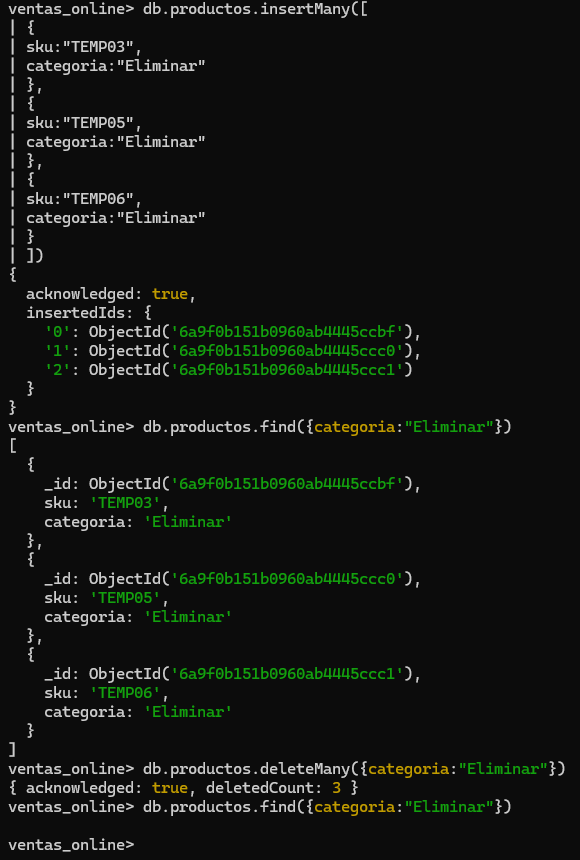 ventas_online> db.productos.insertMany([
| {
| sku:"TEMP03",
| categoria:"Eliminar"
| },
| {
| sku:"TEMP05",
| categoria:"Eliminar"
| },
| {
| sku:"TEMP06",
| categoria:"Eliminar"
| }
| ])
{
  acknowledged: true,
  insertedIds: {
    '0': ObjectId('6a9f0b151b0960ab4445ccbf'),
    '1': ObjectId('6a9f0b151b0960ab4445ccc0'),
    '2': ObjectId('6a9f0b151b0960ab4445ccc1')
  }
}
ventas_online> db.productos.find({categoria:"Eliminar"})
[
  {
    _id: ObjectId('6a9f0b151b0960ab4445ccbf'),
    sku: 'TEMP03',
    categoria: 'Eliminar'
  },
  {
    _id: ObjectId('6a9f0b151b0960ab4445ccc0'),
    sku: 'TEMP05',
    categoria: 'Eliminar'
  },
  {
    _id: ObjectId('6a9f0b151b0960ab4445ccc1'),
    sku: 'TEMP06',
    categoria: 'Eliminar'
  }
]
ventas_online> db.productos.deleteMany({categoria:"Eliminar"})
{ acknowledged: true, deletedCount: 3 }
ventas_online> db.productos.find({categoria:"Eliminar"})

ventas_online>